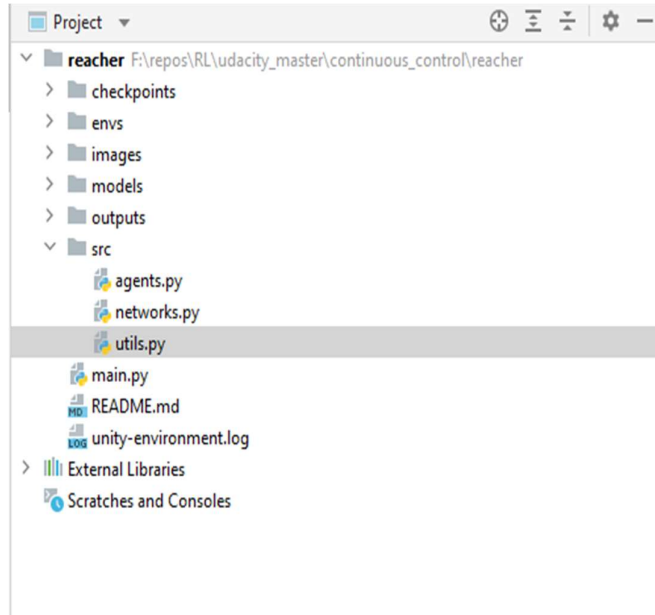 Project
reacher F:\repos\RL\udacity_master\continuous_control\reacher
checkpoints
envs
images
models
outputs
src
agents.py
networks.py
utils.py
main.py
MD README.md
LOG unity-environment.log
External Libraries
Scratches and Consoles